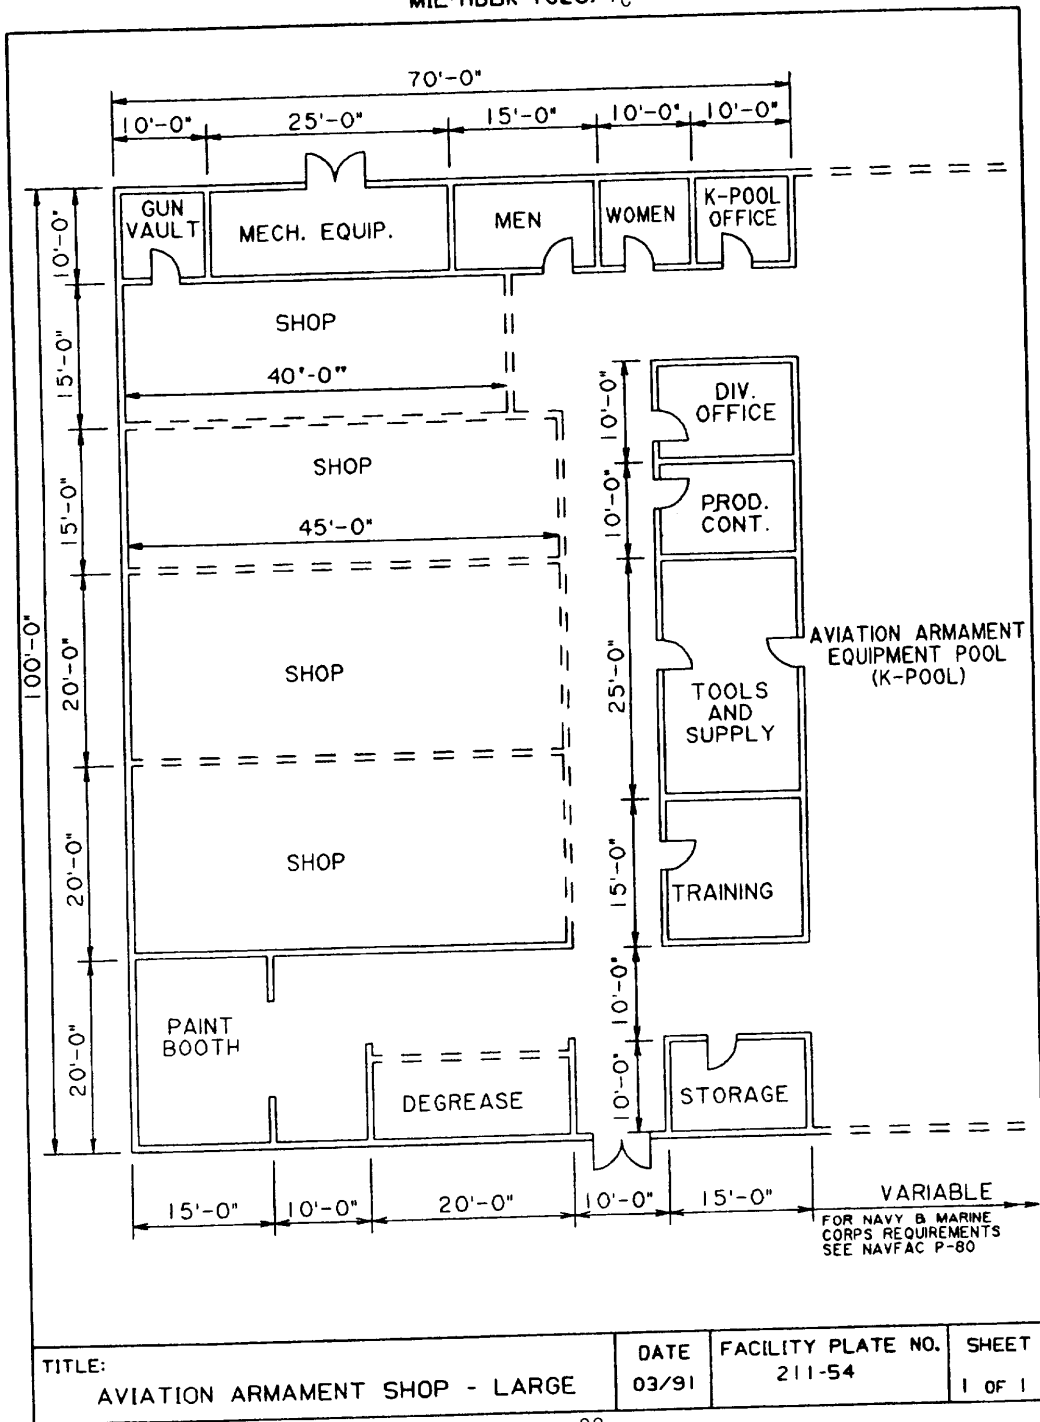 70'-0"
10'-0" 25'-0" 15'-0" 10'-0" 10'-0"
GUN
VAULT
MECH. EQUIP.
MEN
WOMEN
K-POOL
OFFICE
10'-0"
SHOP
15'-0"
40'-0"
DIV.
OFFICE
10'-0"
SHOP
15'-0"
45'-0"
PROD.
CONT.
10'-0"
100'-0"
SHOP
20'-0"
25'-0"
TOOLS
AND
SUPPLY
AVIATION ARMAMENT
EQUIPMENT POOL
(K-POOL)
SHOP
20'-0"
15'-0"
TRAINING
10'-0"
PAINT
BOOTH
20'-0"
DEGREASE
10'-0"
STORAGE
15'-0" 10'-0" 20'-0" 10'-0" 15'-0"
VARIABLE
FOR NAVY & MARINE
CORPS REQUIREMENTS
SEE NAVFAC P-80
TITLE:
AVIATION ARMAMENT SHOP - LARGE
DATE
03/91
FACILITY PLATE NO.
211-54
SHEET
1 OF 1